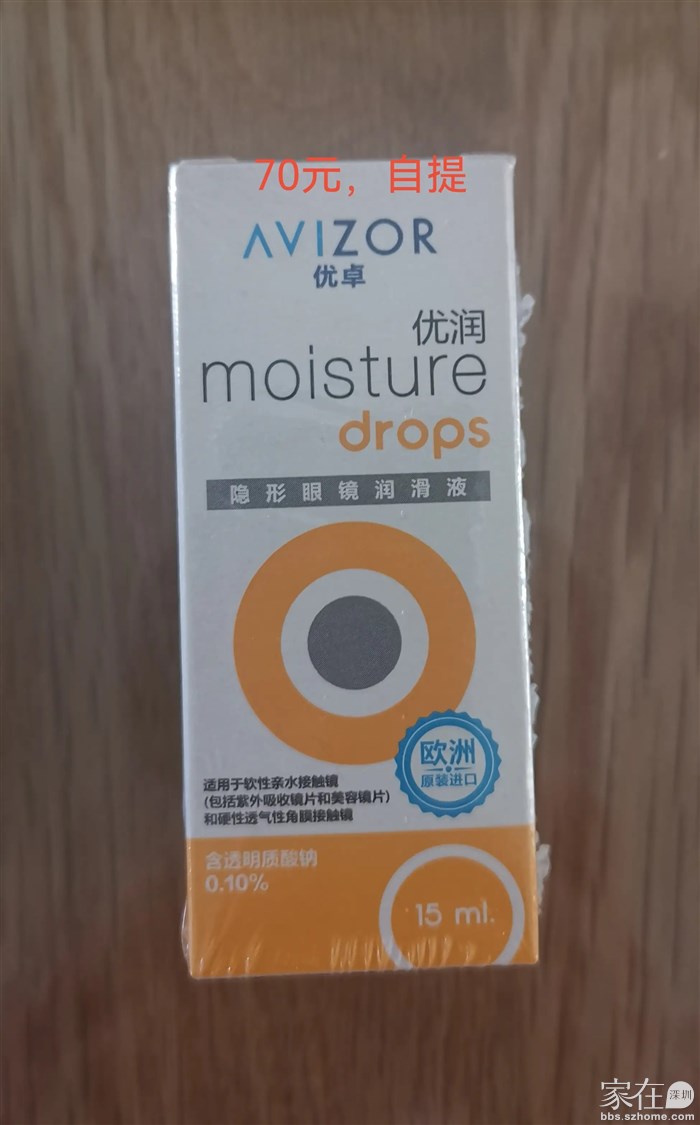 70元，自提
AVIZOR
优卓
优润
moisture
drops
隐形眼镜润滑液
欧洲
原装进口
适用于软性亲水接触镜
(包括紫外吸收镜片和美容镜片)
和硬性透气性角膜接触镜
含透明质酸钠
0.10%
15 ml.
家在深圳
bbs.szhome.com